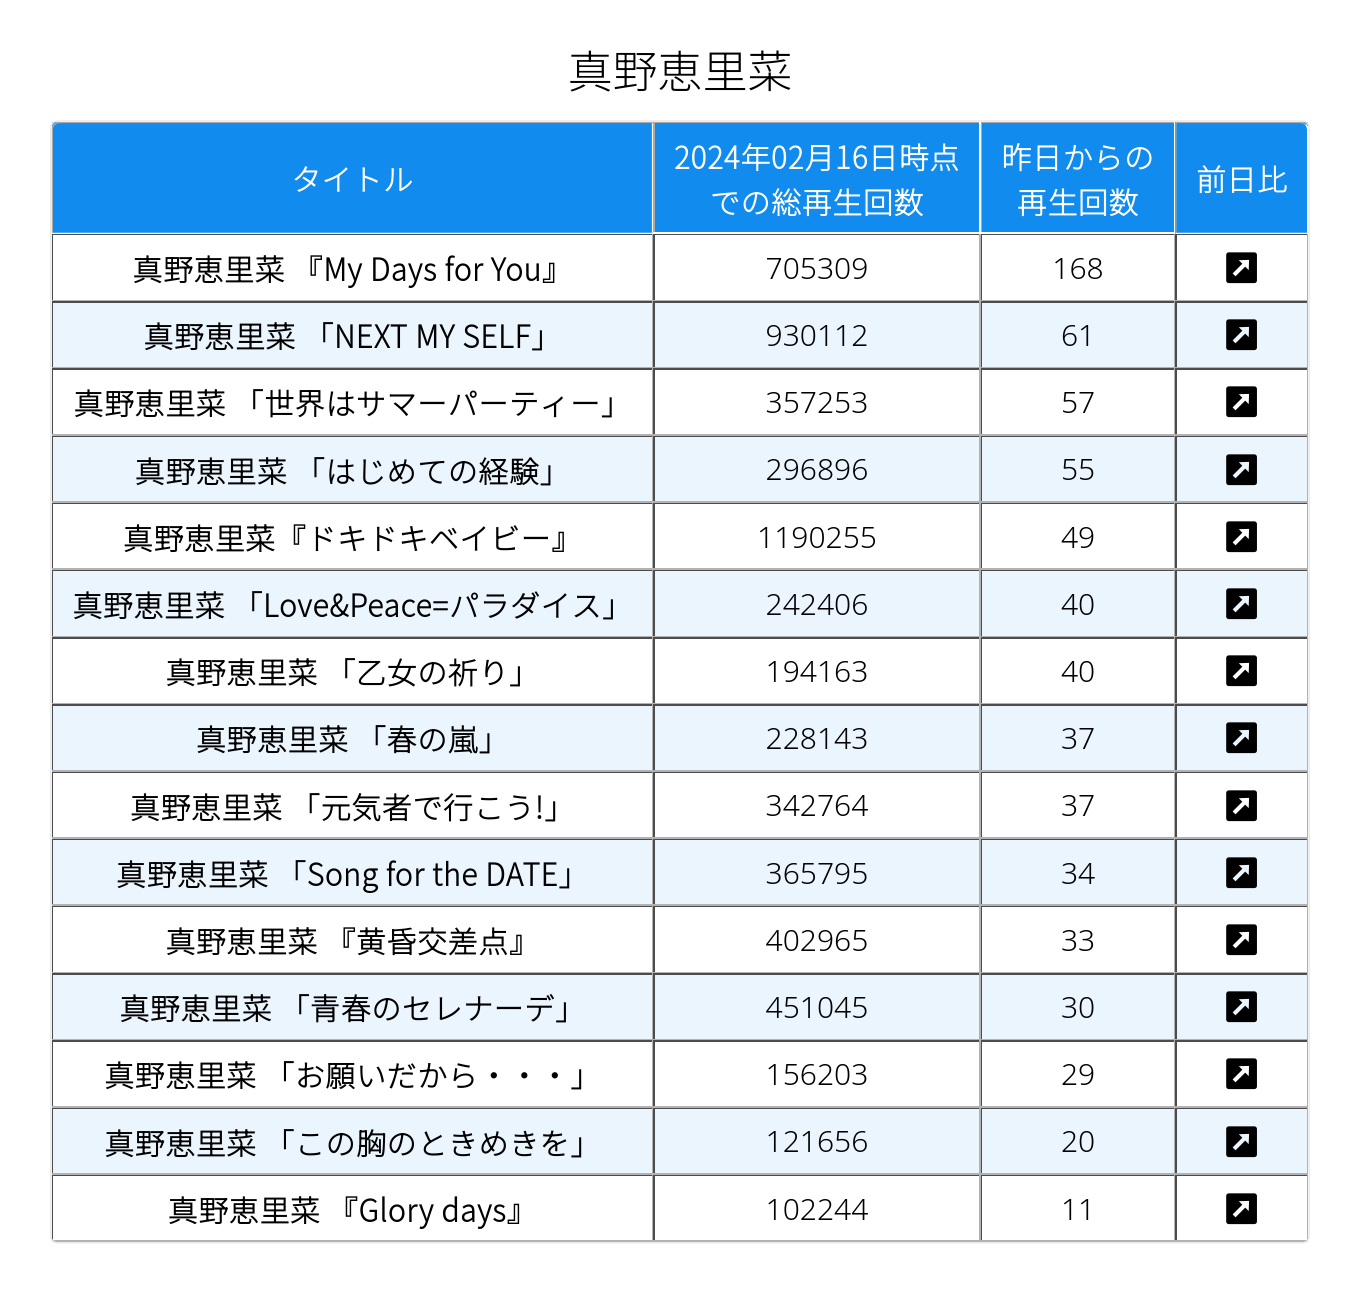 真野恵里菜
タイトル
2024年02月16日時点
での総再生回数
昨日からの
再生回数
前日比
真野恵里菜 『My Days for You』 705309 168 ↗
真野恵里菜 「NEXT MY SELF」 930112 61 ↗
真野恵里菜 「世界はサマーパーティー」 357253 57 ↗
真野恵里菜 「はじめての経験」 296896 55 ↗
真野恵里菜『ドキドキベイビー』 1190255 49 ↗
真野恵里菜 「Love&Peace=パラダイス」 242406 40 ↗
真野恵里菜 「乙女の祈り」 194163 40 ↗
真野恵里菜 「春の嵐」 228143 37 ↗
真野恵里菜 「元気者で行こう!」 342764 37 ↗
真野恵里菜 「Song for the DATE」 365795 34 ↗
真野恵里菜 『黄昏交差点』 402965 33 ↗
真野恵里菜 「青春のセレナーデ」 451045 30 ↗
真野恵里菜 「お願いだから・・・」 156203 29 ↗
真野恵里菜 「この胸のときめきを」 121656 20 ↗
真野恵里菜 『Glory days』 102244 11 ↗